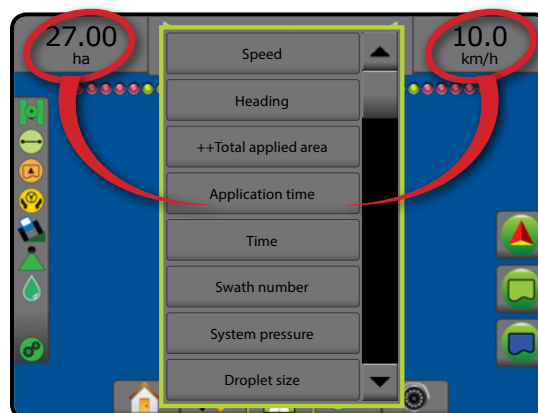 27.00
ha
10.0
km/h
Speed
Heading
++Total applied area
Application time
Time
Swath number
System pressure
Droplet size